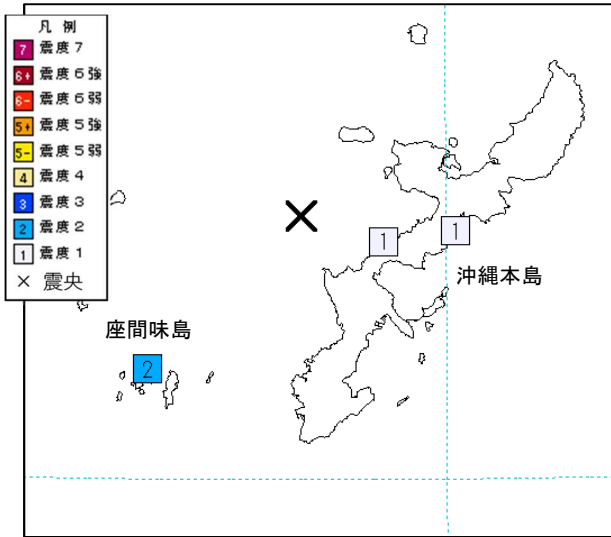 凡 例
7 震度７
6+ 震度６強
6- 震度６弱
5+ 震度５強
5- 震度５弱
4 震度４
3 震度３
2 震度２
1 震度１
× 震央
1
1
沖縄本島
座間味島
2